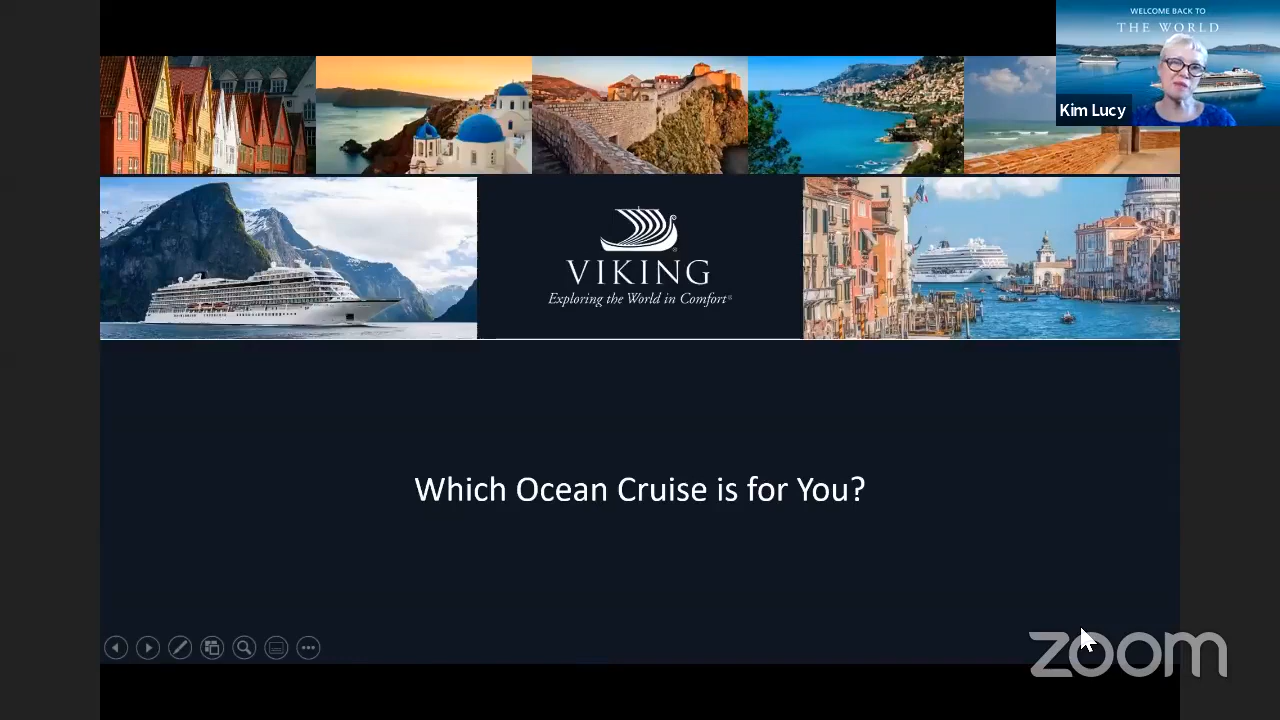 WELCOME BACK TO
THE WORLD
Kim Lucy
VIKING
Exploring the World in Comfort®
Which Ocean Cruise is for You?
zoom